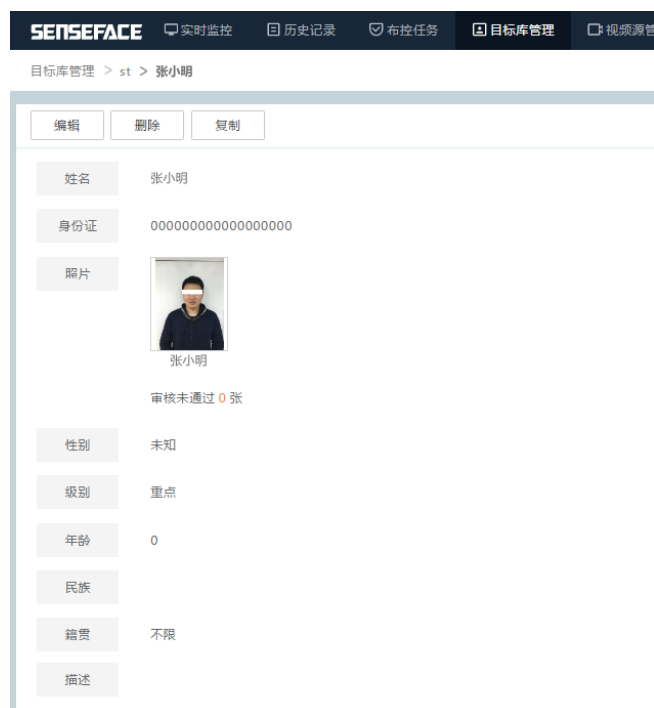 SENSEFACE 实时监控 历史记录 布控任务 目标库管理 视频源管
目标库管理 > st > 张小明
编辑 删除 复制
姓名 张小明
身份证 000000000000000000
照片
张小明
审核未通过 0 张
性别 未知
级别 重点
年龄 0
民族
籍贯 不限
描述